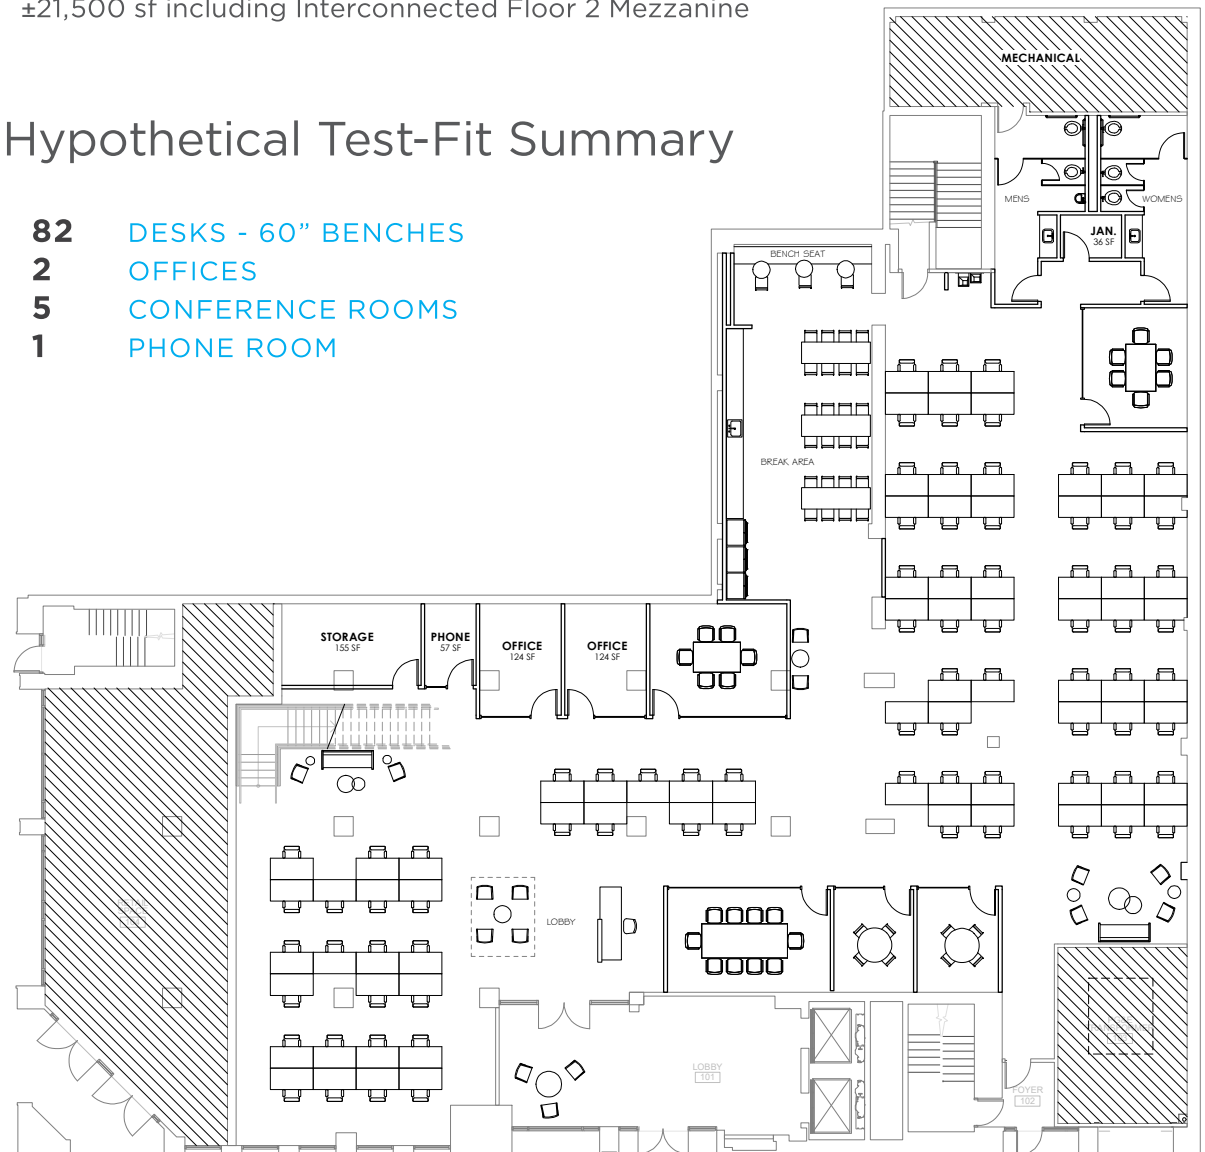 ±21,500 sf including Interconnected Floor 2 Mezzanine
Hypothetical Test-Fit Summary
82 DESKS - 60” BENCHES
2 OFFICES
5 CONFERENCE ROOMS
1 PHONE ROOM
MECHANICAL
MENS
WOMENS
JAN.
36 SF
BENCH SEAT
BREAK AREA
STORAGE
155 SF
PHONE
57 SF
OFFICE
124 SF
OFFICE
124 SF
LOBBY
LOBBY
101
FOYER
102